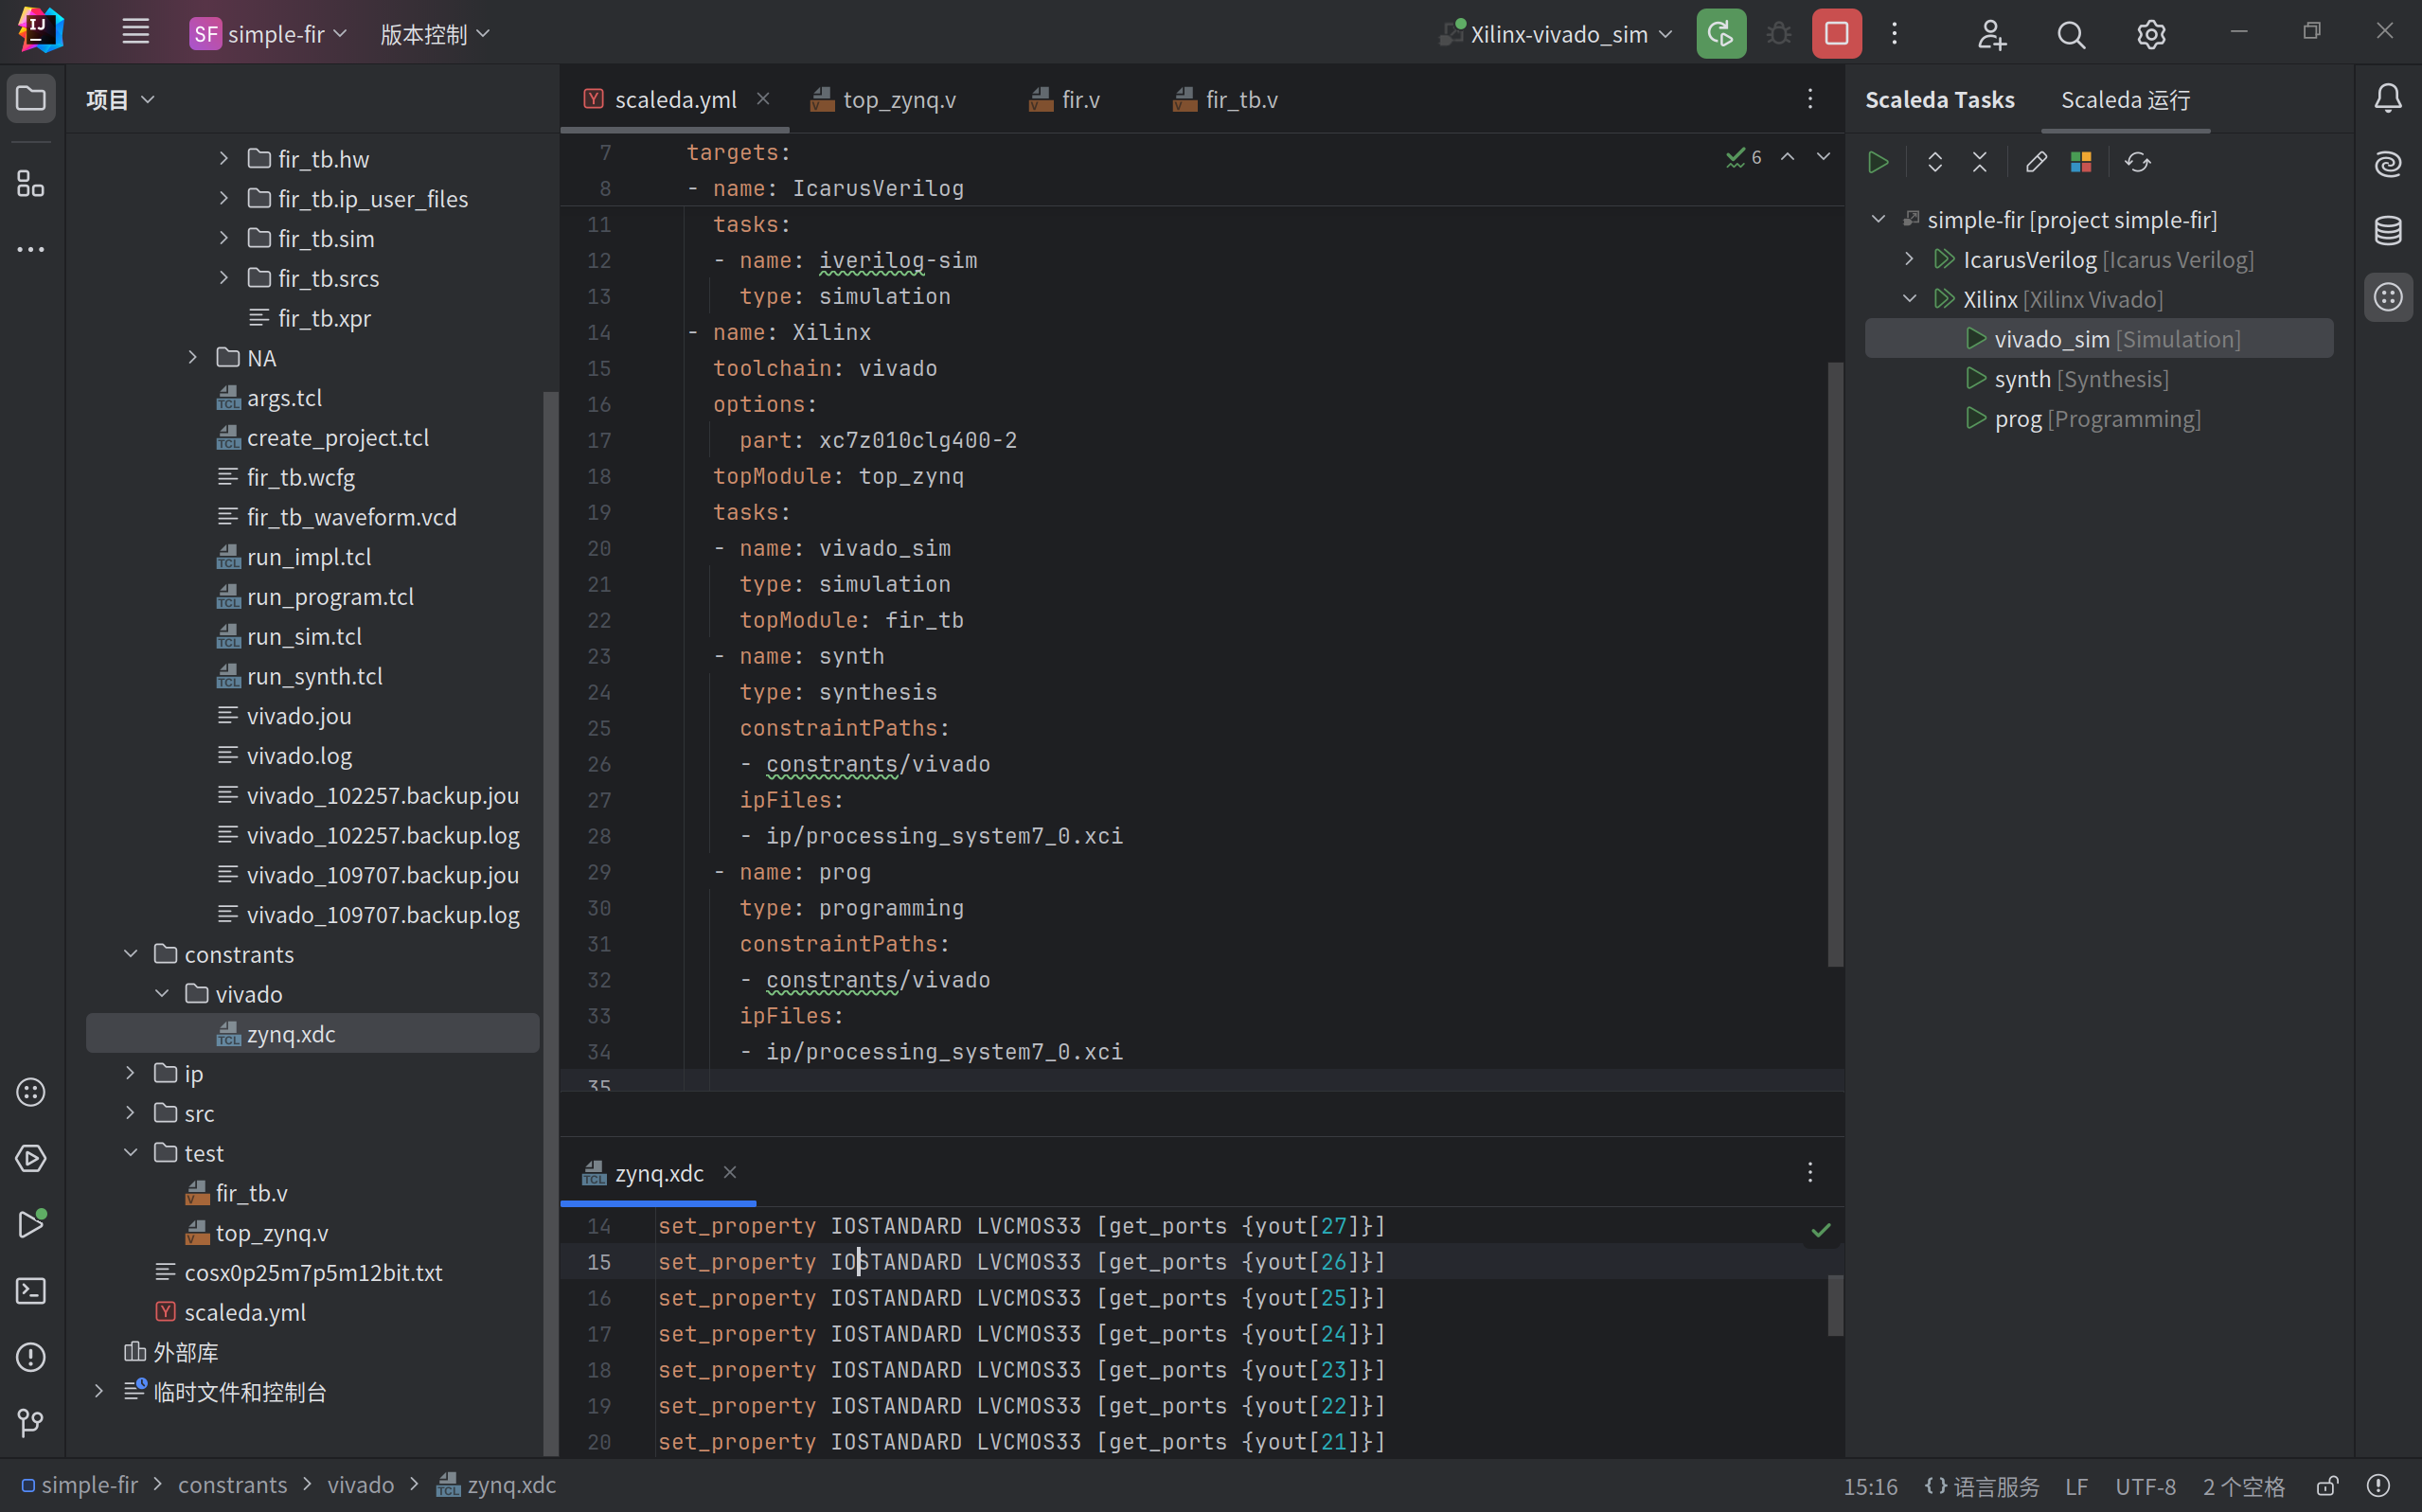 IJ
SF simple-fir
版本控制
Xilinx-vivado_sim
项目
fir_tb.hw
fir_tb.ip_user_files
fir_tb.sim
fir_tb.srcs
fir_tb.xpr
NA
args.tcl
create_project.tcl
fir_tb.wcfg
fir_tb_waveform.vcd
run_impl.tcl
run_program.tcl
run_sim.tcl
run_synth.tcl
vivado.jou
vivado.log
vivado_102257.backup.jou
vivado_102257.backup.log
vivado_109707.backup.jou
vivado_109707.backup.log
constrants
vivado
zynq.xdc
ip
src
test
fir_tb.v
top_zynq.v
cosx0p25m7p5m12bit.txt
scaleda.yml
外部库
临时文件和控制台
scaleda.yml
top_zynq.v
fir.v
fir_tb.v
6
7 targets:
8 - name: IcarusVerilog
11 tasks:
12 - name: iverilog-sim
13 type: simulation
14 - name: Xilinx
15 toolchain: vivado
16 options:
17 part: xc7z010clg400-2
18 topModule: top_zynq
19 tasks:
20 - name: vivado_sim
21 type: simulation
22 topModule: fir_tb
23 - name: synth
24 type: synthesis
25 constraintPaths:
26 - constrants/vivado
27 ipFiles:
28 - ip/processing_system7_0.xci
29 - name: prog
30 type: programming
31 constraintPaths:
32 - constrants/vivado
33 ipFiles:
34 - ip/processing_system7_0.xci
35
zynq.xdc
14 set_property IOSTANDARD LVCMOS33 [get_ports {yout[27]}]
15 set_property IOSTANDARD LVCMOS33 [get_ports {yout[26]}]
16 set_property IOSTANDARD LVCMOS33 [get_ports {yout[25]}]
17 set_property IOSTANDARD LVCMOS33 [get_ports {yout[24]}]
18 set_property IOSTANDARD LVCMOS33 [get_ports {yout[23]}]
19 set_property IOSTANDARD LVCMOS33 [get_ports {yout[22]}]
20 set_property IOSTANDARD LVCMOS33 [get_ports {yout[21]}]
Scaleda Tasks
Scaleda 运行
simple-fir [project simple-fir]
IcarusVerilog [Icarus Verilog]
Xilinx [Xilinx Vivado]
vivado_sim [Simulation]
synth [Synthesis]
prog [Programming]
simple-fir > constrants > vivado > zynq.xdc
15:16
{} 语言服务
LF
UTF-8
2 个空格